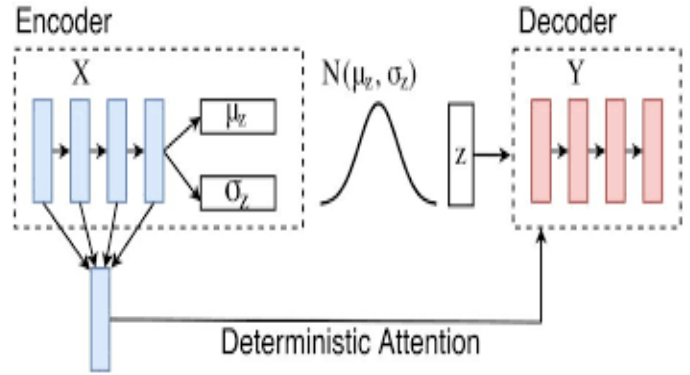 Encoder
Decoder
X
N(μz, σz)
Y
μz
z
σz
Deterministic Attention